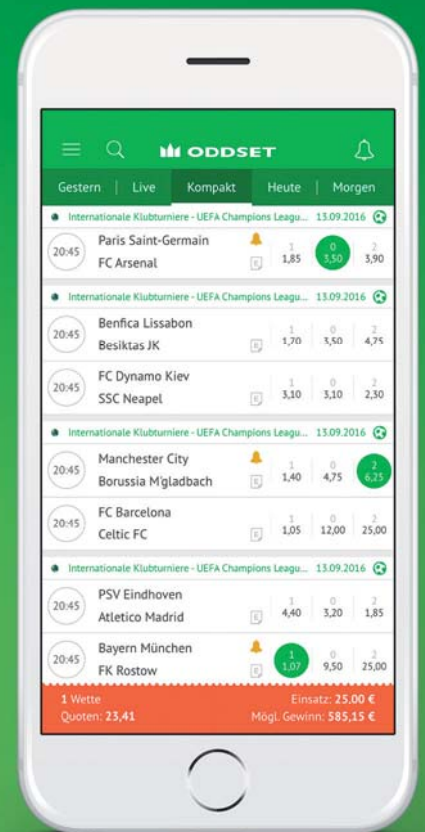 ODDSET
Gestern | Live Kompakt Heute | Morgen
Internationale Klubturniere - UEFA Champions Leagu... 13.09.2016
20:45 Paris Saint-Germain FC Arsenal 1 1,85 0 3,50 2 3,90
Internationale Klubturniere - UEFA Champions Leagu... 13.09.2016
20:45 Benfica Lissabon Besiktas JK 1 1,70 0 3,50 2 4,75
20:45 FC Dynamo Kiev SSC Neapel 1 3,10 0 3,10 2 2,30
Internationale Klubturniere - UEFA Champions Leagu... 13.09.2016
20:45 Manchester City Borussia M'gladbach 1 1,40 0 4,75 2 6,25
20:45 FC Barcelona Celtic FC 1 1,05 0 12,00 2 25,00
Internationale Klubturniere - UEFA Champions Leagu... 13.09.2016
20:45 PSV Eindhoven Atletico Madrid 1 4,40 0 3,20 2 1,85
20:45 Bayern München FK Rostow 1 1,07 0 9,50 2 25,00
1 Wette Einsatz: 25,00 €
Quoten: 23,41 Mögl. Gewinn: 585,15 €